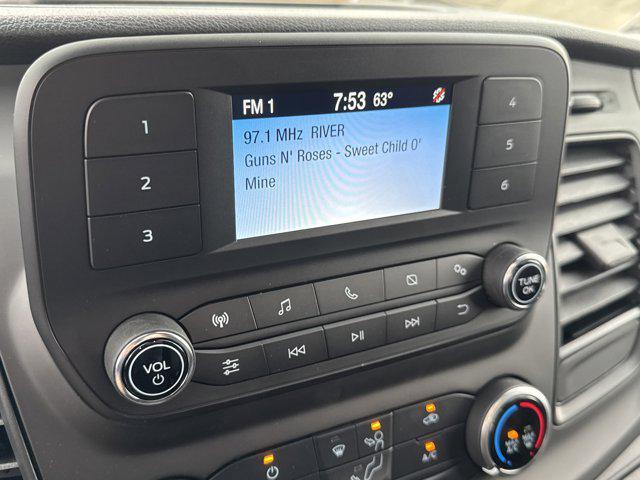 FM 1 7:53 63°
97.1 MHz RIVER
Guns N' Roses - Sweet Child O'
Mine
1
2
3
4
5
6
TUNE
OK
VOL
A/C